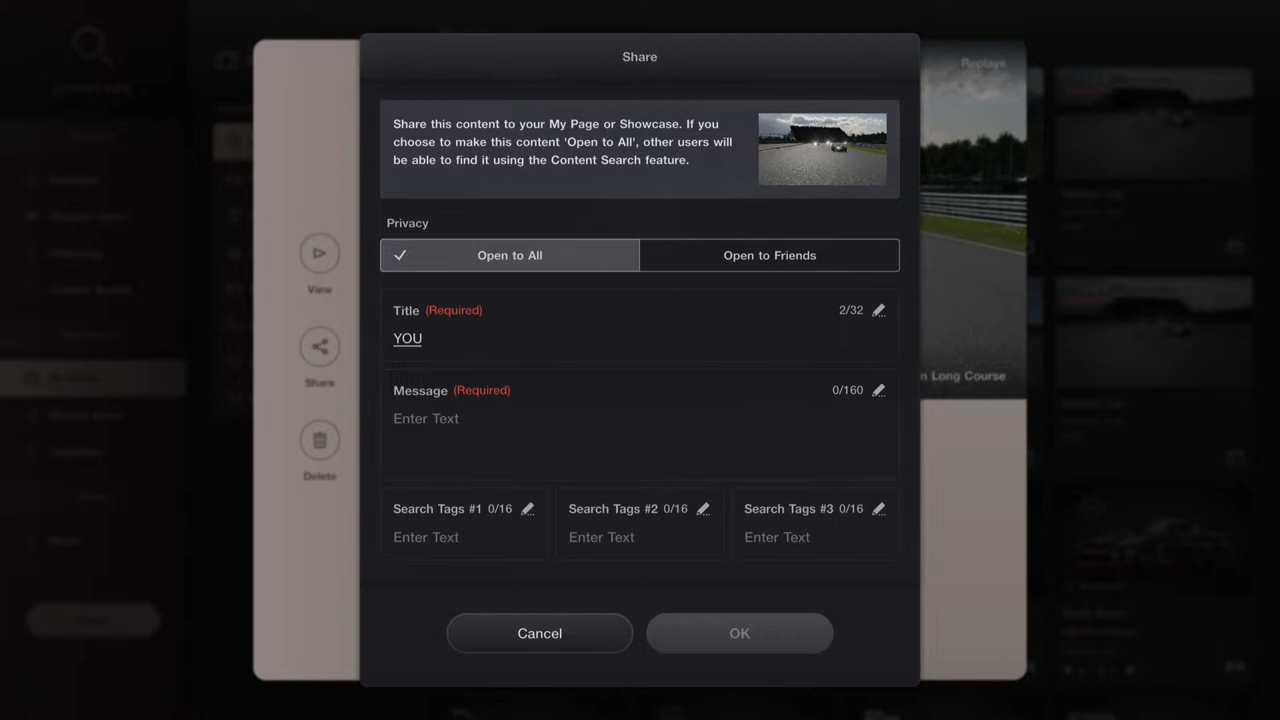 Share
Replays
Share this content to your My Page or Showcase. If you
choose to make this content 'Open to All', other users will
be able to find it using the Content Search feature.
Privacy
Open to All
Open to Friends
View
Title (Required) 2/32
YOU
Share
n Long Course
Message (Required) 0/160
Enter Text
Delete
Search Tags #1 0/16
Search Tags #2 0/16
Search Tags #3 0/16
Enter Text
Enter Text
Enter Text
Cancel
OK